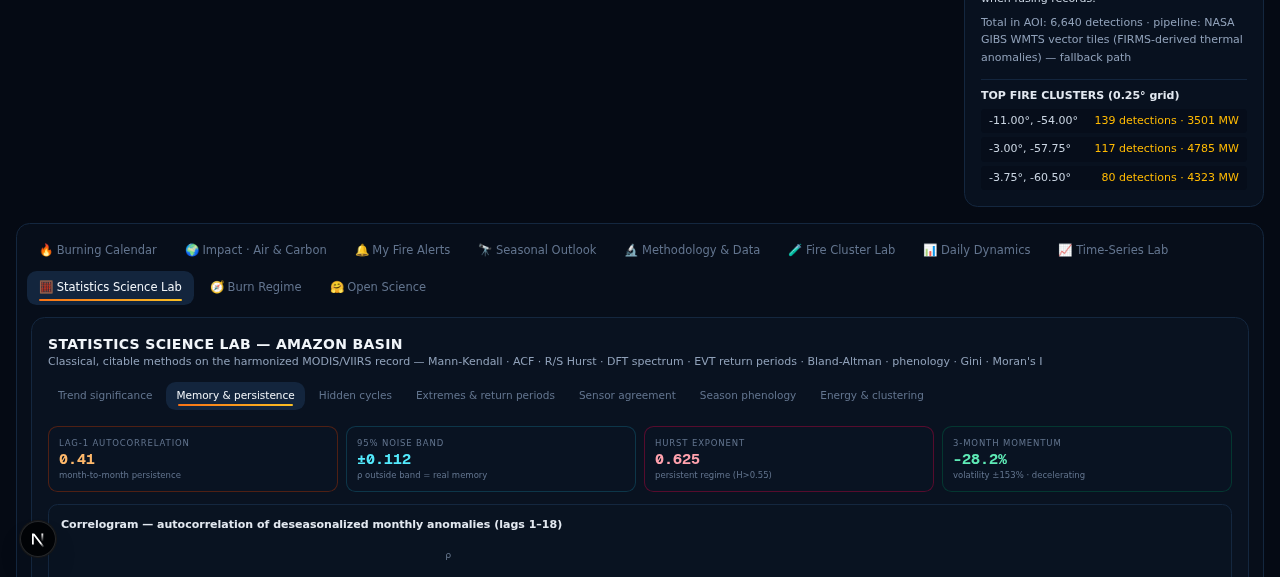 when fusing records.
Total in AOI: 6,640 detections · pipeline: NASA
GIBS WMTS vector tiles (FIRMS-derived thermal
anomalies) — fallback path
TOP FIRE CLUSTERS (0.25° grid)
-11.00°, -54.00° 139 detections · 3501 MW
-3.00°, -57.75° 117 detections · 4785 MW
-3.75°, -60.50° 80 detections · 4323 MW
🔥 Burning Calendar 🌍 Impact · Air & Carbon 🔔 My Fire Alerts 🔭 Seasonal Outlook 🔬 Methodology & Data 🧪 Fire Cluster Lab 📊 Daily Dynamics 📈 Time-Series Lab
🧮 Statistics Science Lab 🧭 Burn Regime 🤗 Open Science
STATISTICS SCIENCE LAB — AMAZON BASIN
Classical, citable methods on the harmonized MODIS/VIIRS record — Mann-Kendall · ACF · R/S Hurst · DFT spectrum · EVT return periods · Bland-Altman · phenology · Gini · Moran's I
Trend significance Memory & persistence Hidden cycles Extremes & return periods Sensor agreement Season phenology Energy & clustering
LAG-1 AUTOCORRELATION
0.41
month-to-month persistence
95% NOISE BAND
±0.112
ρ outside band = real memory
HURST EXPONENT
0.625
persistent regime (H>0.55)
3-MONTH MOMENTUM
-28.2%
volatility ±153% · decelerating
Correlogram — autocorrelation of deseasonalized monthly anomalies (lags 1–18)
ρ
N